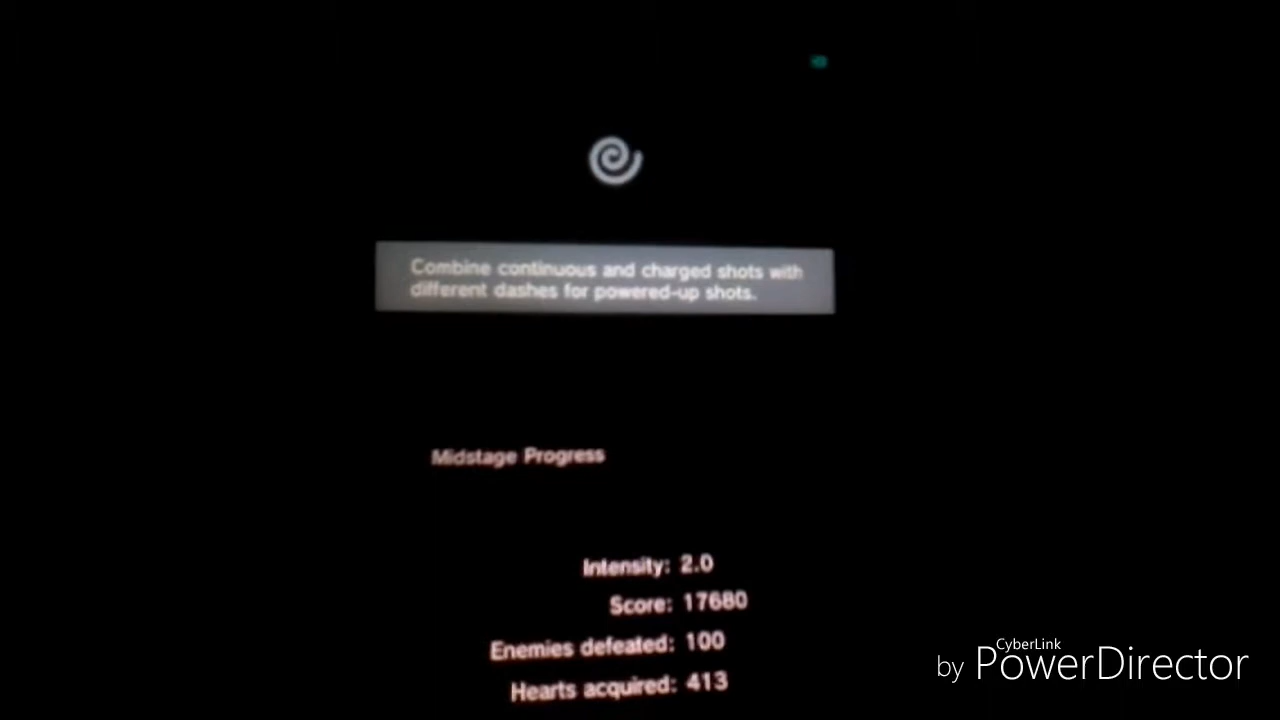 Combine continuous and charged shots with
different dashes for powered-up shots.
Midstage Progress
Intensity: 2.0
Score: 17680
Enemies defeated: 100
Hearts acquired: 413
CyberLink
by PowerDirector